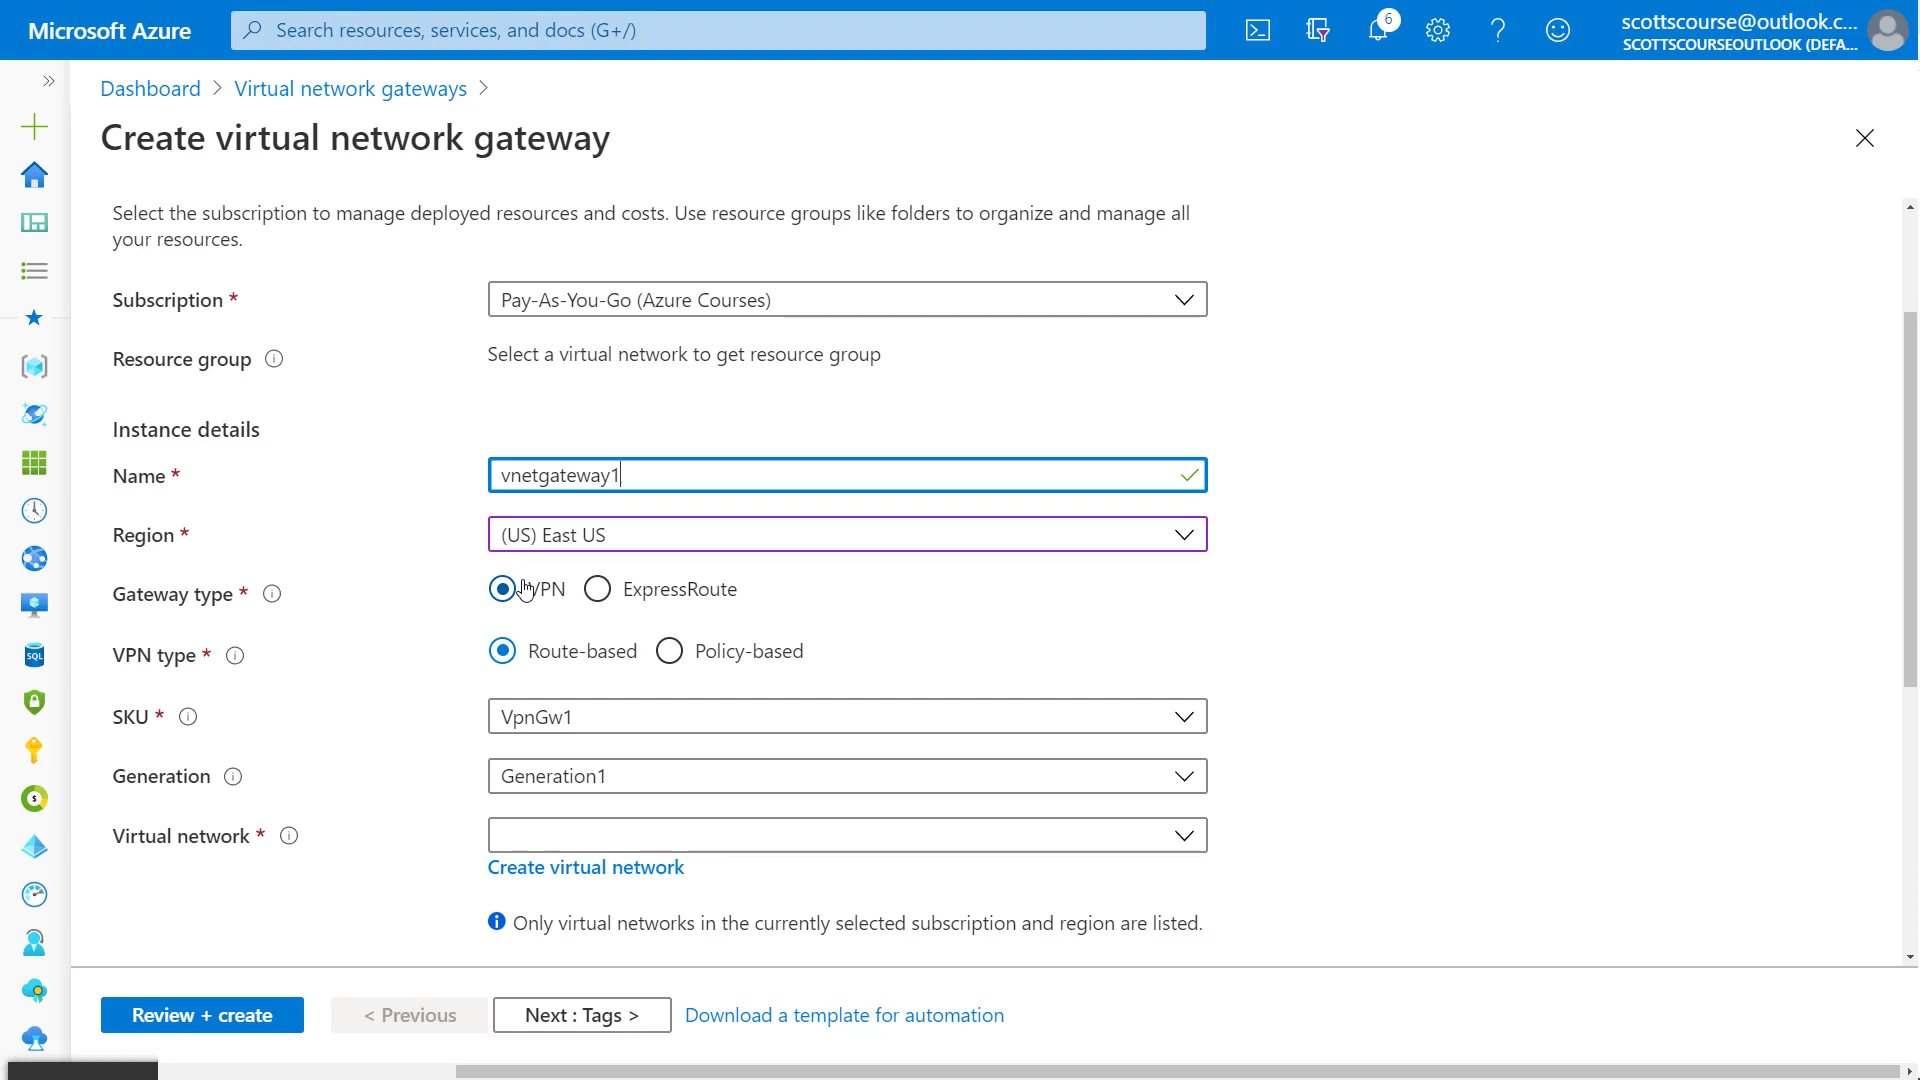 Microsoft Azure
Search resources, services, and docs (G+/)
6
scottscourse@outlook.c...
SCOTTSCOURSEOUTLOOK (DEFA...
Dashboard > Virtual network gateways >
Create virtual network gateway
Select the subscription to manage deployed resources and costs. Use resource groups like folders to organize and manage all
your resources.
Subscription *
Pay-As-You-Go (Azure Courses)
Resource group
Select a virtual network to get resource group
Instance details
Name *
vnetgateway1
Region *
(US) East US
Gateway type *
VPN
ExpressRoute
VPN type *
Route-based
Policy-based
SKU *
VpnGw1
Generation
Generation1
Virtual network *
Create virtual network
Only virtual networks in the currently selected subscription and region are listed.
Review + create
< Previous
Next : Tags >
Download a template for automation
SQL